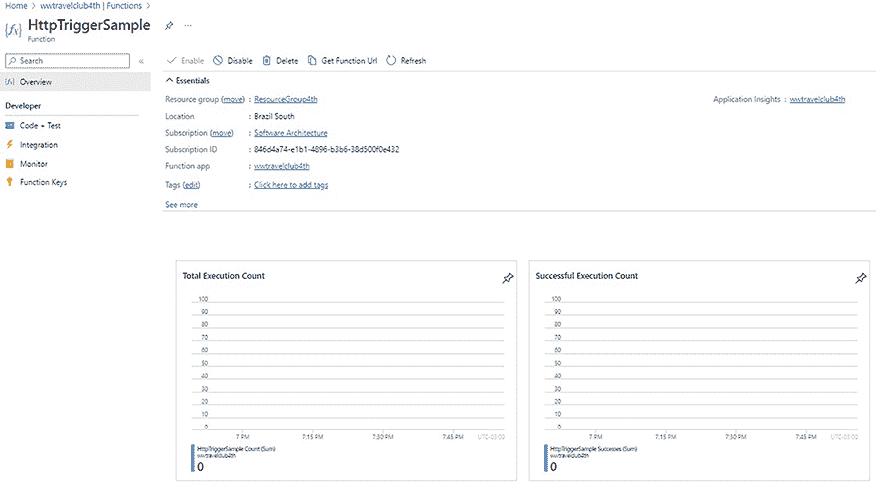 Home > wwtravelclub4th | Functions >
{fx} HttpTriggerSample
Function
Search
«
Overview
Developer
Code + Test
Integration
Monitor
Function Keys
Enable Disable Delete Get Function Url Refresh
Essentials
Resource group (move) : ResourceGroup4th
Location : Brazil South
Subscription (move) : Software Architecture
Subscription ID : 846d4a74-e1b1-4896-b3b6-38d500f0e432
Function app : wwtravelclub4th
Tags (edit) : Click here to add tags
See more
Application Insights : wwtravelclub4th
Total Execution Count
100
90
80
70
60
50
40
30
20
10
0
7 PM 7:15 PM 7:30 PM 7:45 PM UTC-03:00
HttpTriggerSample Count (Sum)
wwtravelclub4th
0
Successful Execution Count
100
90
80
70
60
50
40
30
20
10
0
7 PM 7:15 PM 7:30 PM 7:45 PM UTC-03:00
HttpTriggerSample Successes (Sum)
wwtravelclub4th
0